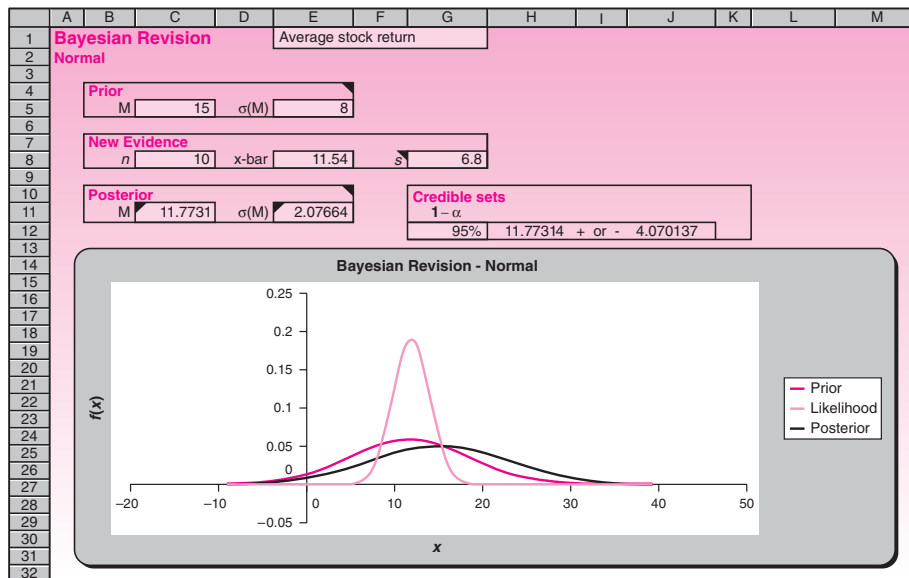 A B C D E F G H I J K L M
1 Bayesian Revision Average stock return
2 Normal
3
4 Prior
5 M 15 σ(M) 8
6
7 New Evidence
8 n 10 x-bar 11.54 s 6.8
9
10 Posterior Credible sets
11 M 11.7731 σ(M) 2.07664 1 – α
12 95% 11.77314 + or - 4.070137
13
14 Bayesian Revision - Normal
15
16 0.25
17
18 0.2
19
20 0.15
21 Prior
22 0.1 Likelihood
23 f(x) Posterior
24
25 0.05
26 0
27
28 –20 –10 0 10 20 30 40 50
29 –0.05
30
31 x
32